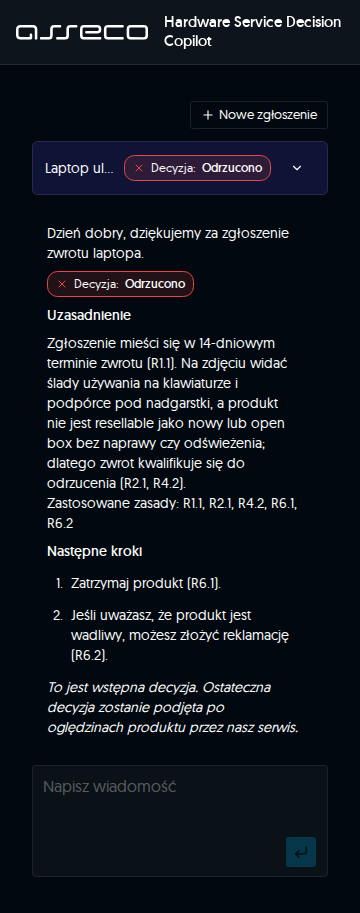 asseco
Hardware Service Decision
Copilot
+ Nowe zgłoszenie
Laptop ul... × Decyzja: Odrzucono
Dzień dobry, dziękujemy za zgłoszenie
zwrotu laptopa.
× Decyzja: Odrzucono
Uzasadnienie
Zgłoszenie mieści się w 14-dniowym
terminie zwrotu (R1.1). Na zdjęciu widać
ślady używania na klawiaturze i
podpórce pod nadgarstki, a produkt
nie jest resellable jako nowy lub open
box bez naprawy czy odświeżenia;
dlatego zwrot kwalifikuje się do
odrzucenia (R2.1, R4.2).
Zastosowane zasady: R1.1, R2.1, R4.2, R6.1,
R6.2
Następne kroki
1. Zatrzymaj produkt (R6.1).
2. Jeśli uważasz, że produkt jest
wadliwy, możesz złożyć reklamację
(R6.2).
To jest wstępna decyzja. Ostateczna
decyzja zostanie podjęta po
oględzinach produktu przez nasz serwis.
Napisz wiadomość